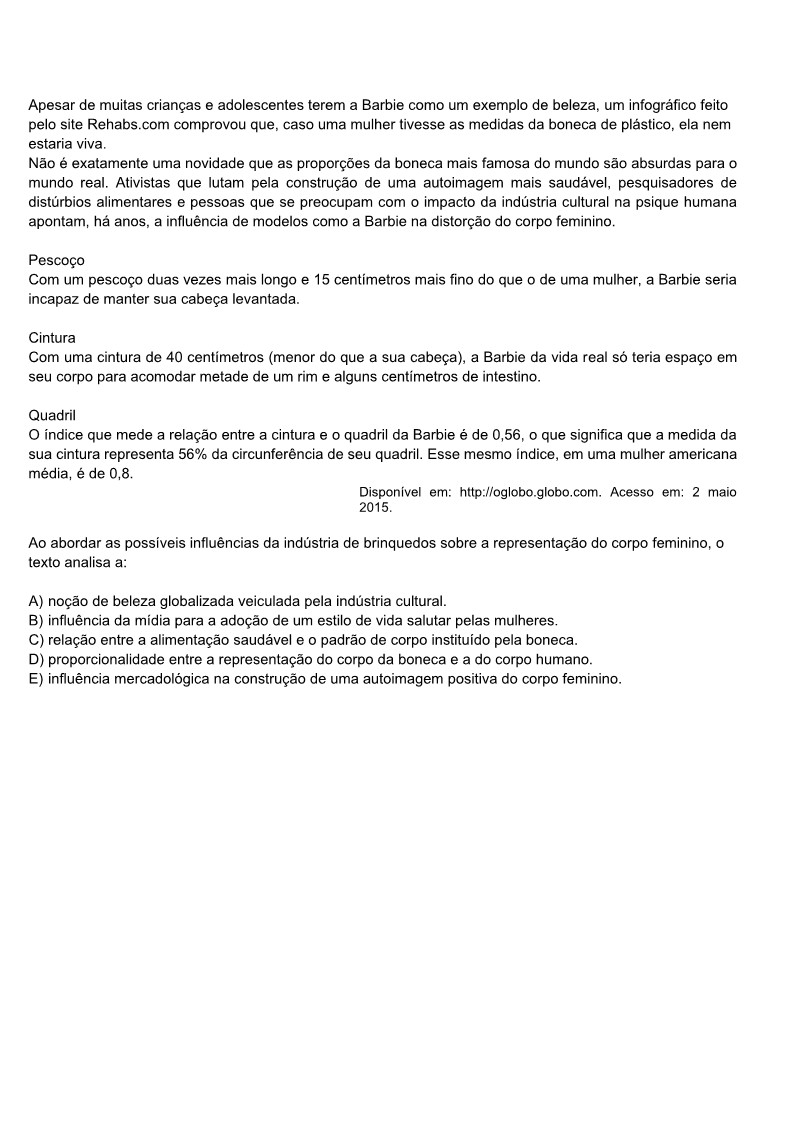 Apesar de muitas crianças e adolescentes terem a Barbie como um exemplo de beleza, um infográfico feito
pelo site Rehabs.com comprovou que, caso uma mulher tivesse as medidas da boneca de plástico, ela nem
estaria viva.
Não é exatamente uma novidade que as proporções da boneca mais famosa do mundo são absurdas para o
mundo real. Ativistas que lutam pela construção de uma autoimagem mais saudável, pesquisadores de
distúrbios alimentares e pessoas que se preocupam com o impacto da indústria cultural na psique humana
apontam, há anos, a influência de modelos como a Barbie na distorção do corpo feminino.
Pescoço
Com um pescoço duas vezes mais longo e 15 centímetros mais fino do que o de uma mulher, a Barbie seria
incapaz de manter sua cabeça levantada.
Cintura
Com uma cintura de 40 centímetros (menor do que a sua cabeça), a Barbie da vida real só teria espaço em
seu corpo para acomodar metade de um rim e alguns centímetros de intestino.
Quadril
O índice que mede a relação entre a cintura e o quadril da Barbie é de 0,56, o que significa que a medida da
sua cintura representa 56% da circunferência de seu quadril. Esse mesmo índice, em uma mulher americana
média, é de 0,8.
Disponível em: http://oglobo.globo.com. Acesso em: 2 maio
2015.
Ao abordar as possíveis influências da indústria de brinquedos sobre a representação do corpo feminino, o
texto analisa a:
A) noção de beleza globalizada veiculada pela indústria cultural.
B) influência da mídia para a adoção de um estilo de vida salutar pelas mulheres.
C) relação entre a alimentação saudável e o padrão de corpo instituído pela boneca.
D) proporcionalidade entre a representação do corpo da boneca e a do corpo humano.
E) influência mercadológica na construção de uma autoimagem positiva do corpo feminino.